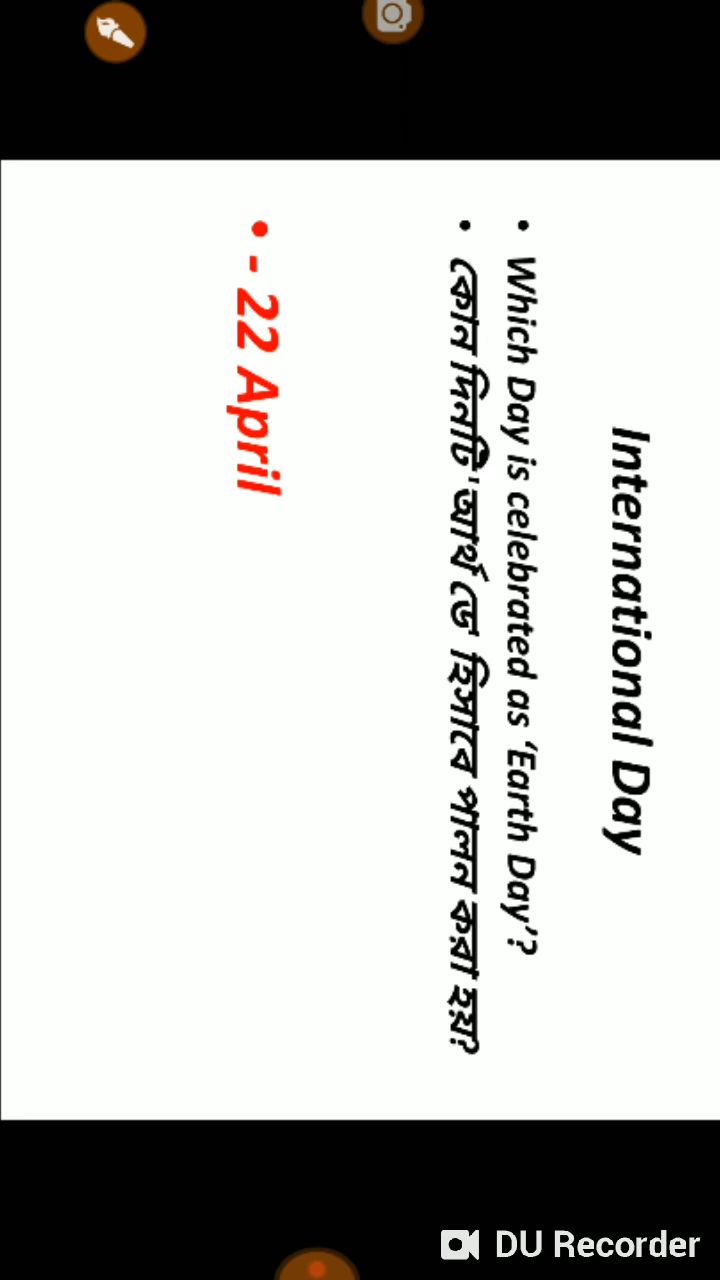 International Day
• Which Day is celebrated as ‘Earth Day’?
• কোন দিনটি 'আর্থ ডে হিসাবে পালন করা হয়?
• - 22 April
DU Recorder